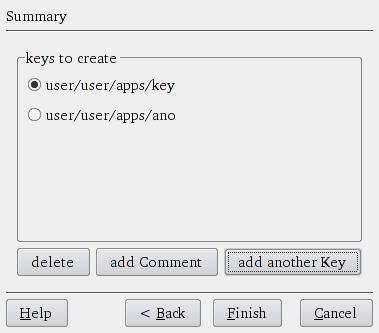 Summary
keys to create
user/user/apps/key
user/user/apps/ano
delete
add Comment
add another Key
Help
< Back
Finish
Cancel